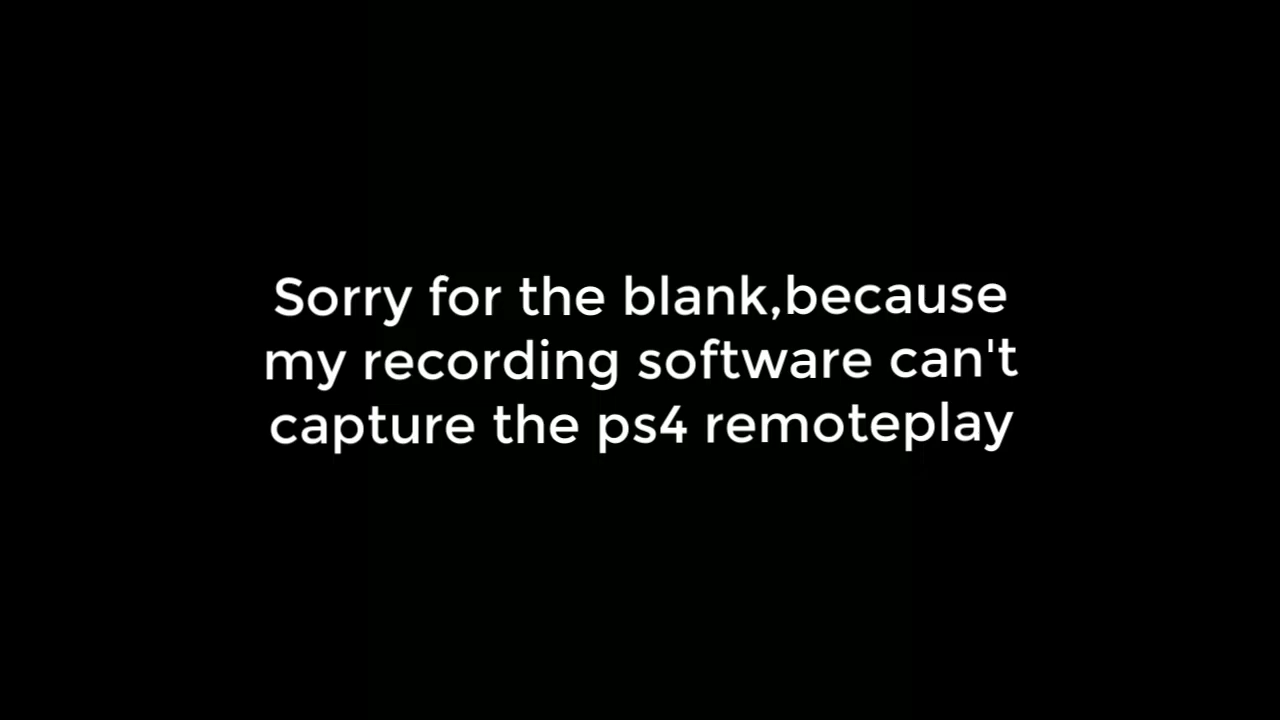 Sorry for the blank,because
my recording software can't
capture the ps4 remoteplay